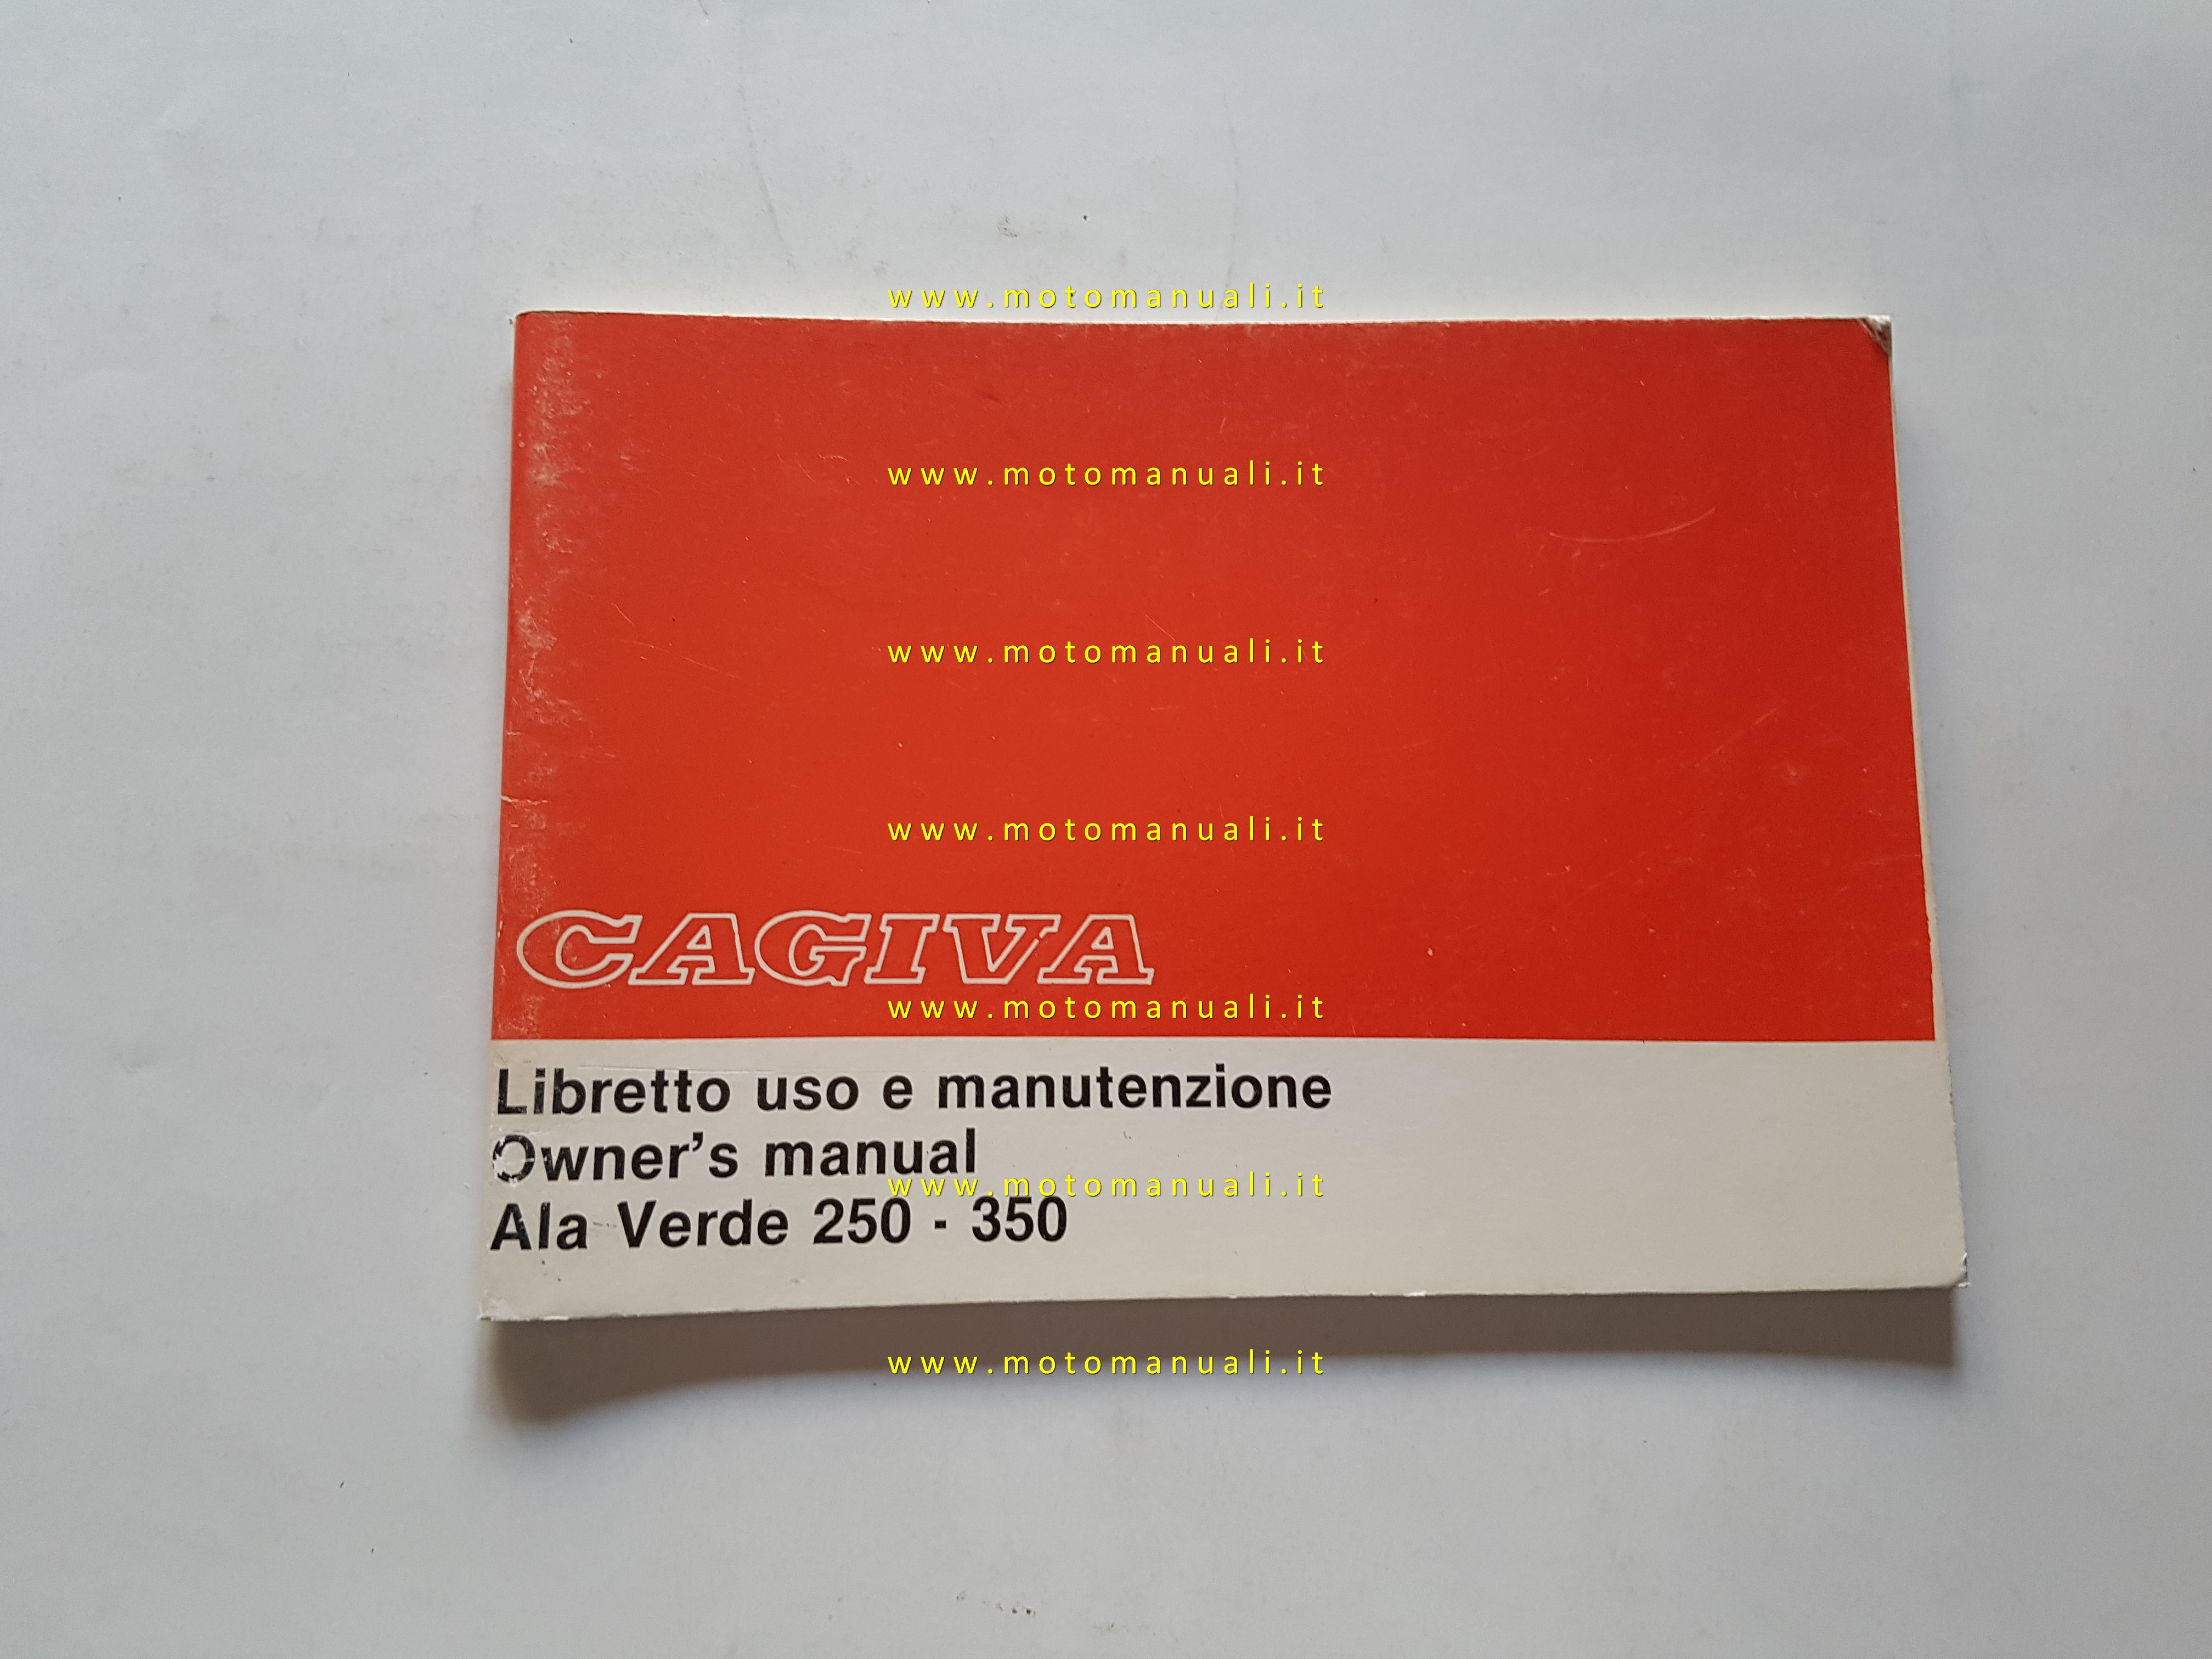 www.motomanuali.it
www.motomanuali.it
www.motomanuali.it
www.motomanuali.it
CAGIVA
www.motomanuali.it
Libretto uso e manutenzione
Owner's manual
www.motomanuali.it
Ala Verde 250 - 350
www.motomanuali.it